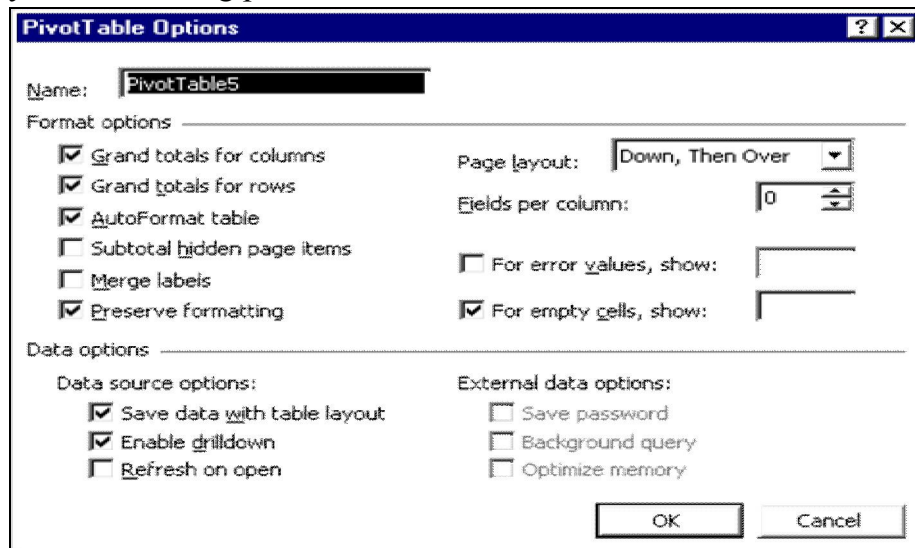 PivotTable Options
Name: PivotTable5
Format options
Grand totals for columns
Grand totals for rows
AutoFormat table
Subtotal hidden page items
Merge labels
Preserve formatting
Page layout: Down, Then Over
Fields per column: 0
For error values, show:
For empty cells, show:
Data options
Data source options:
Save data with table layout
Enable drilldown
Refresh on open
External data options:
Save password
Background query
Optimize memory
OK Cancel